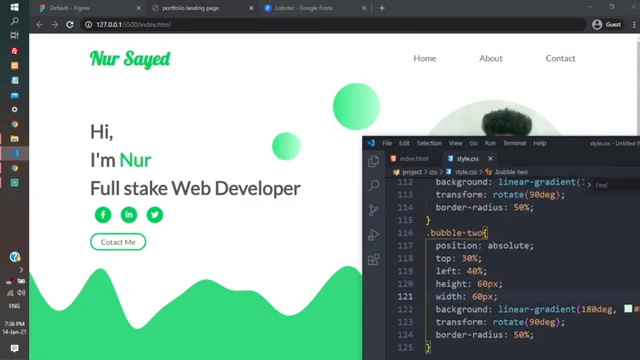 Default – Figma
portfolio landing page
Lobster - Google Fonts
127.0.0.1:5500/index.html
Guest
Nur Sayed
Home
About
Contact
Hi,
I'm Nur
Full stake Web Developer
Cotact Me
File Edit Selection View Go Run Terminal Help
style.css - Untitled (
index.html
style.css
project > css > style.css > .bubble-two
Find
112 background: linear-gradient(1
113 transform: rotate(90deg);
114 border-radius: 50%;
115 }
116 .bubble-two{
117 position: absolute;
118 top: 30%;
119 left: 40%;
120 height: 60px;
121 width: 60px;
122 background: linear-gradient(180deg, #
123 transform: rotate(90deg);
124 border-radius: 50%;
125 }
ENG
7:36 PM
14-Jan-21